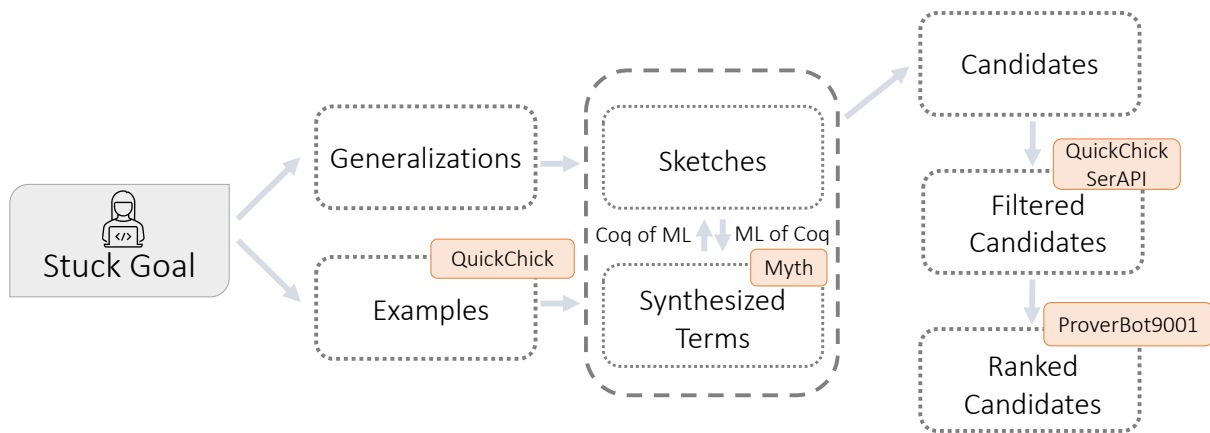 Stuck Goal
</>
Generalizations
QuickChick
Examples
Sketches
Coq of ML
ML of Coq
Myth
Synthesized
Terms
Candidates
QuickChick
SerAPI
Filtered
Candidates
ProverBot9001
Ranked
Candidates